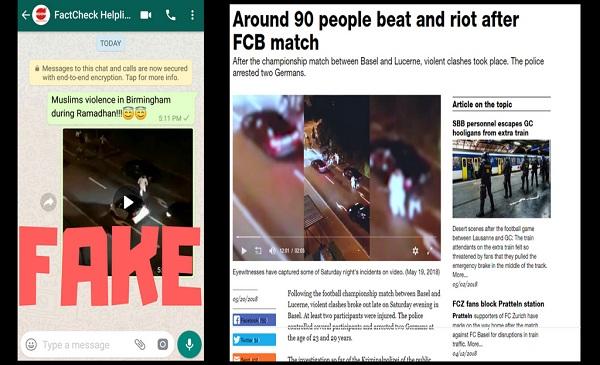 FactCheck Helpli...
TODAY
Messages to this chat and calls are now secured
with end-to-end encryption. Tap for more info.
Muslims violence in Birmingham
during Ramadhan!!!😇😇
5:11 PM
FAKE
Type a message
Around 90 people beat and riot after
FCB match
After the championship match between Basel and Lucerne, violent clashes took place. The police
arrested two Germans.
Eyewitnesses have captured some of Saturday night's incidents on video. (May 19, 2018)
05/20/2018
Following the football championship match between Basel and
Lucerne, violent clashes broke out late on Saturday evening in
Basel. At least two participants were injured. The police
controlled several participants and arrested two Germans at
the age of 23 and 29 years.
The investigation so far of the Kriminalpolizei of the public
Facebook
Twitter
Article on the topic
SBB personnel escapes GC
hooligans from extra train
Desert scenes after the football game
between Lausanne and GC: The train
attendants on the extra train felt so
threatened by fans that they pulled the
emergency brake in the middle of the track.
More...
05/02/2018
FCZ fans block Pratteln station
Pratteln supporters of FC Zurich have
made on the way home after the match
against FC Basel for disruptions in train
traffic. More...
04/12/2018